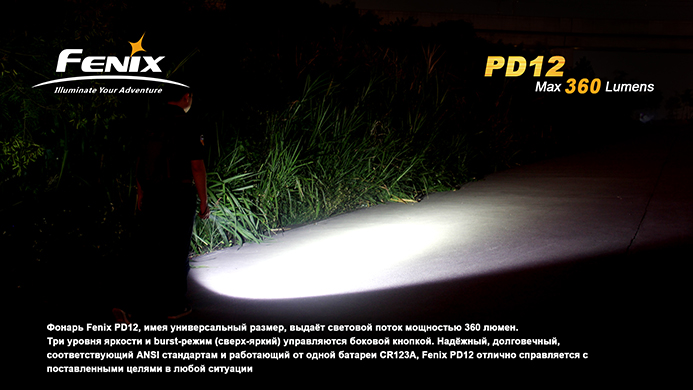 FENIX
Illuminate Your Adventure
PD12
Max 360 Lumens
Фонарь Fenix PD12, имея универсальный размер, выдаёт световой поток мощностью 360 люмен.
Три уровня яркости и burst-режим (сверх-яркий) управляются боковой кнопкой. Надёжный, долговечный,
соответствующий ANSI стандартам и работающий от одной батареи CR123A, Fenix PD12 отлично справляется с
поставленными целями в любой ситуации